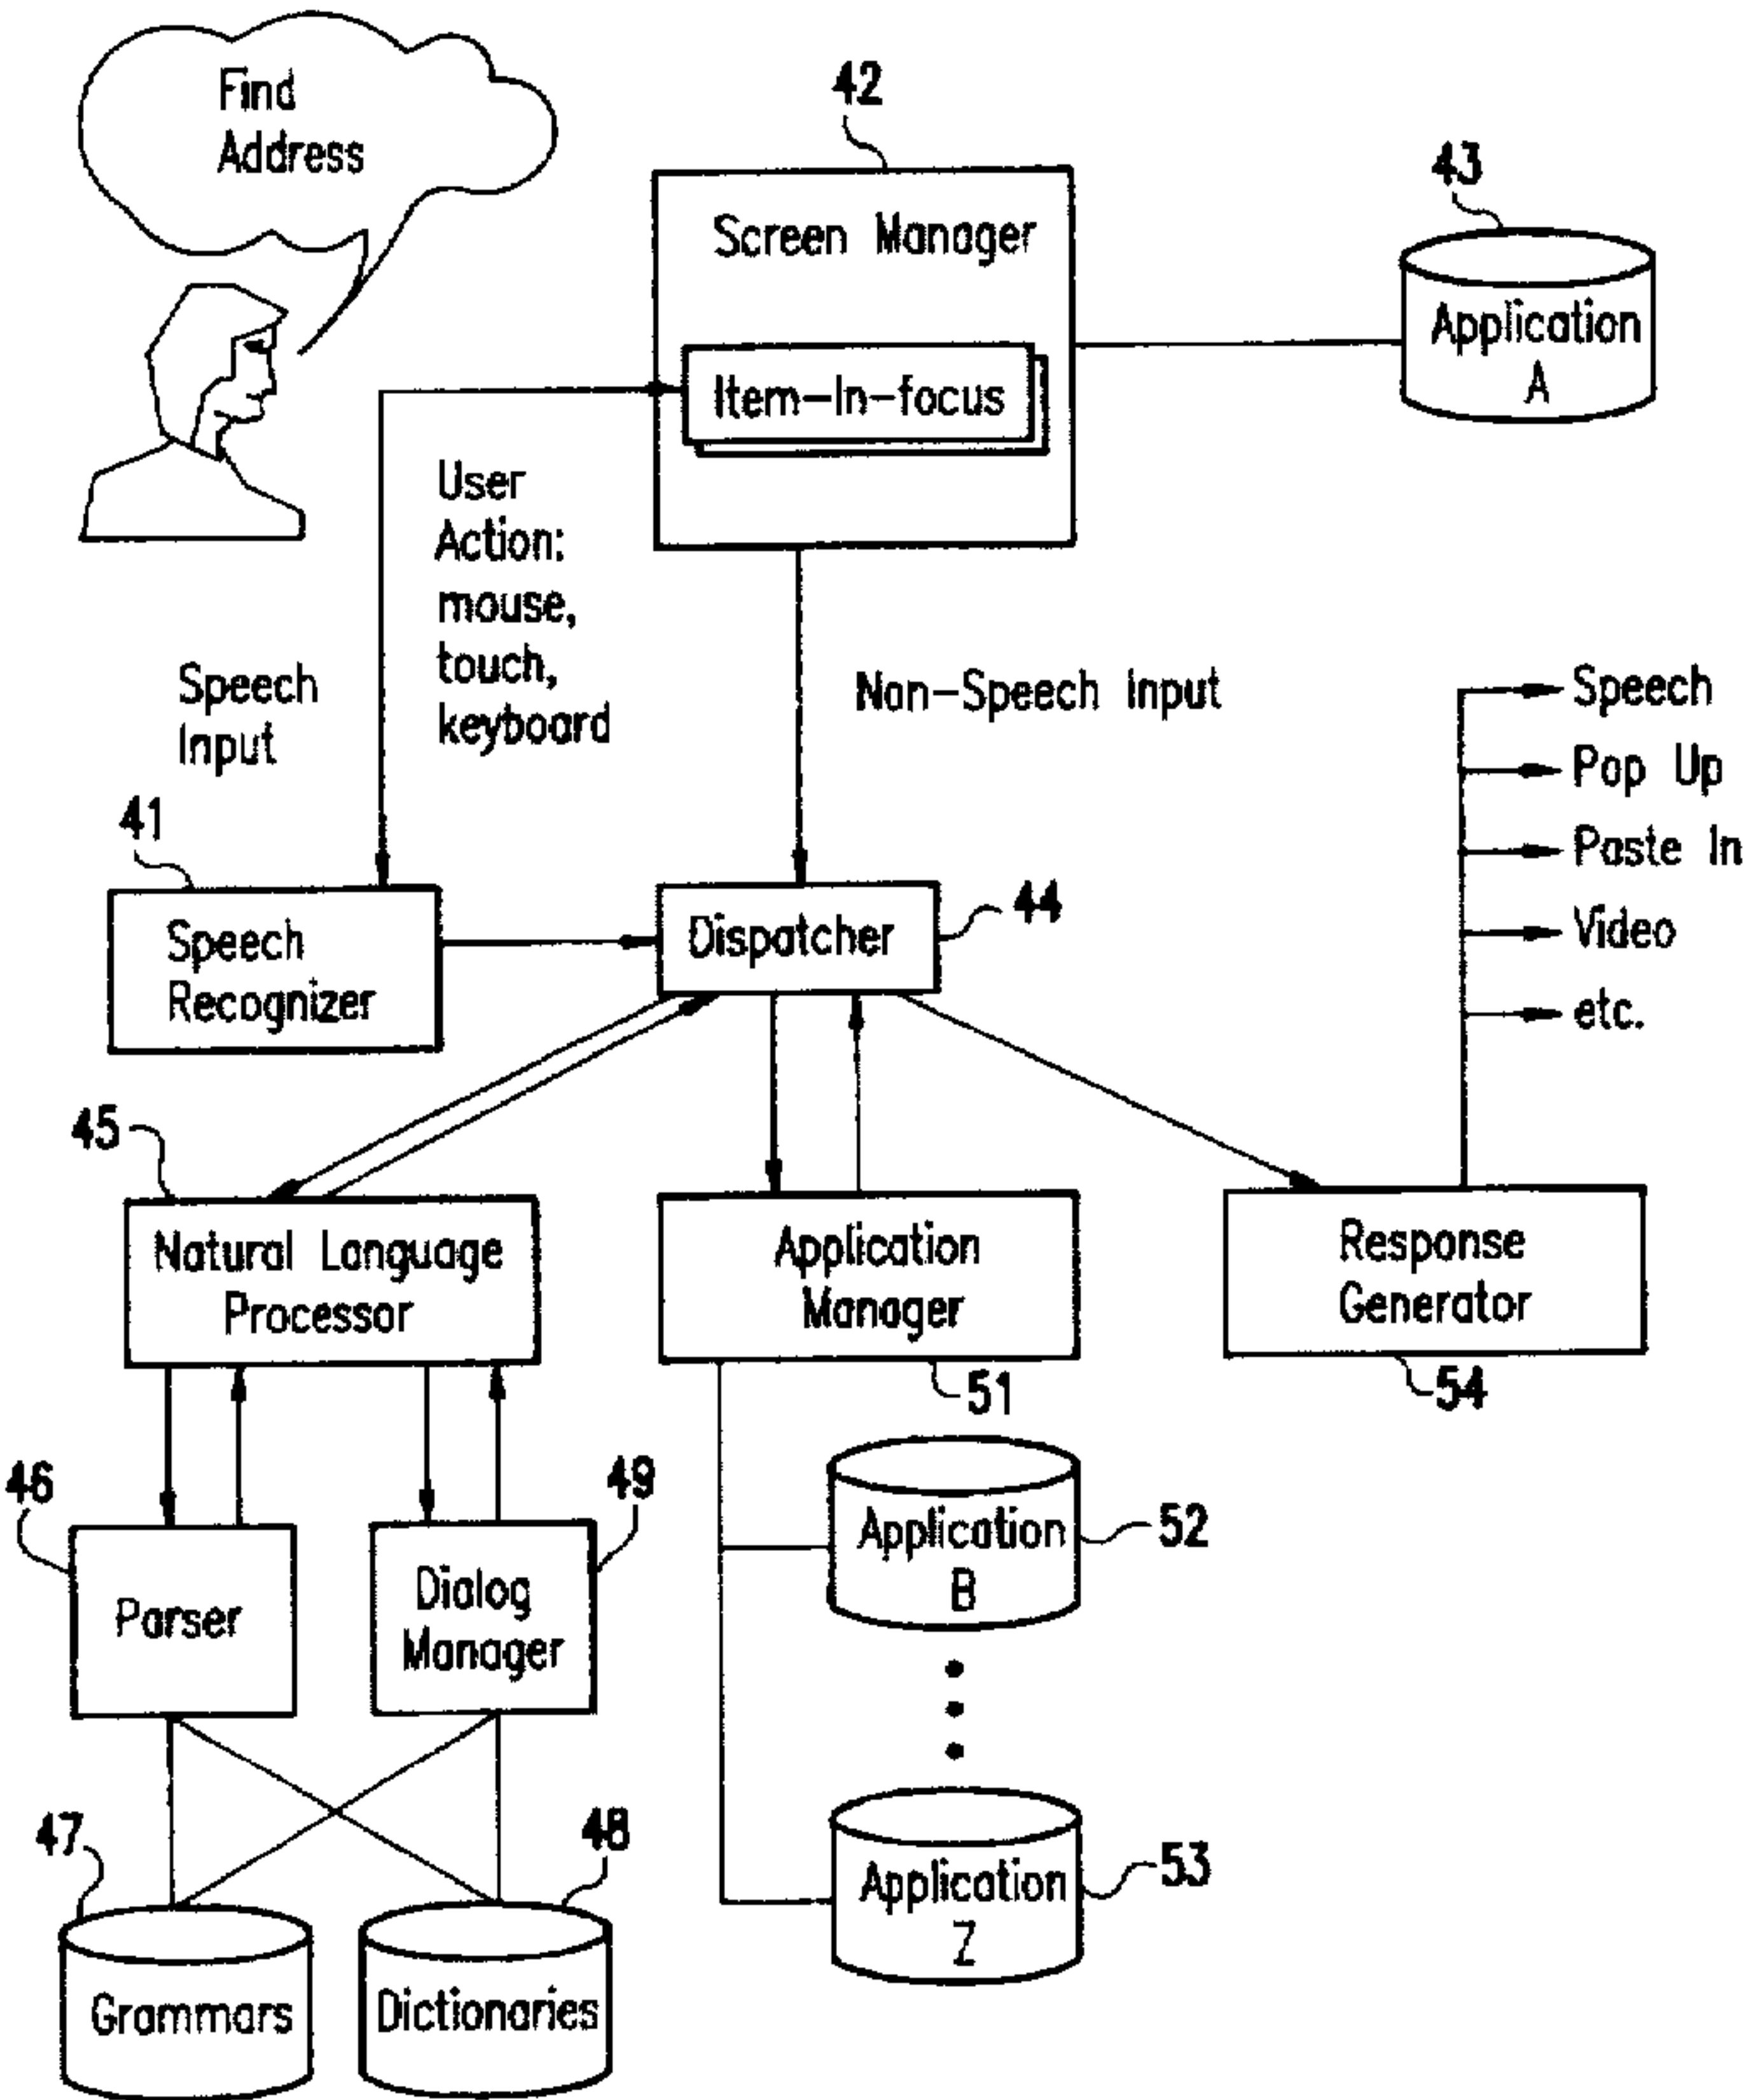 Find
Address
42
Screen Manager
Item-In-focus
43
Application
A
User
Action:
mouse,
touch,
keyboard
Speech
Input
Non-Speech Input
Speech
Pop Up
Paste In
Video
etc.
41
Speech
Recognizer
Dispatcher
44
45
Natural Language
Processor
Application
Manager
51
Response
Generator
54
46
Parser
49
Dialog
Manager
Application
B
52
47
Grammars
48
Dictionaries
Application
Z
53